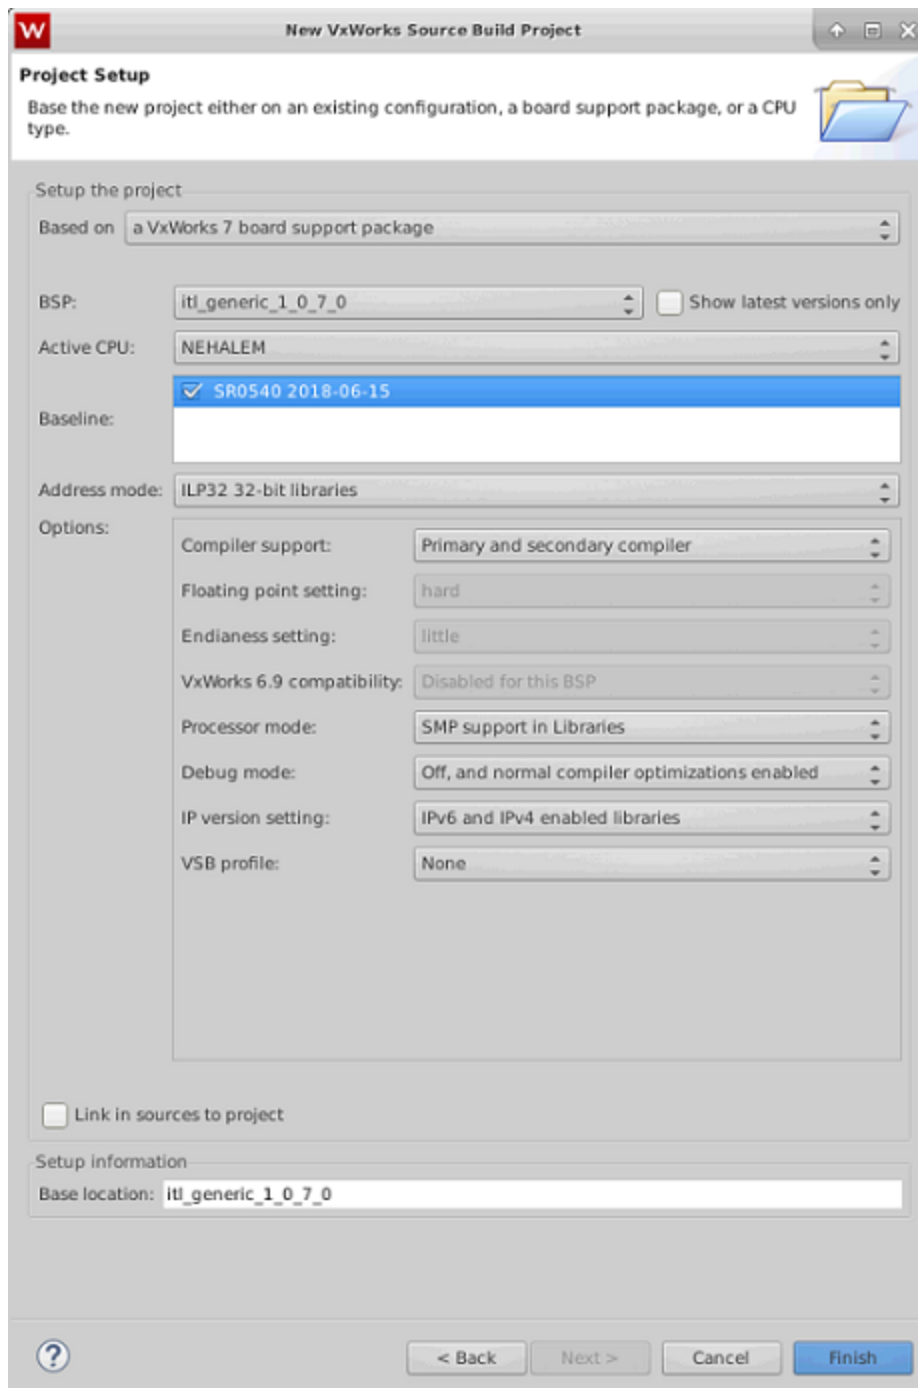 W
New VxWorks Source Build Project
Project Setup
Base the new project either on an existing configuration, a board support package, or a CPU
type.
Setup the project
Based on a VxWorks 7 board support package
BSP: itl_generic_1_0_7_0 Show latest versions only
Active CPU: NEHALEM
SR0540 2018-06-15
Baseline:
Address mode: ILP32 32-bit libraries
Options:
Compiler support: Primary and secondary compiler
Floating point setting: hard
Endianess setting: little
VxWorks 6.9 compatibility: Disabled for this BSP
Processor mode: SMP support in Libraries
Debug mode: Off, and normal compiler optimizations enabled
IP version setting: IPv6 and IPv4 enabled libraries
VSB profile: None
Link in sources to project
Setup information
Base location: itl_generic_1_0_7_0
? < Back Next > Cancel Finish